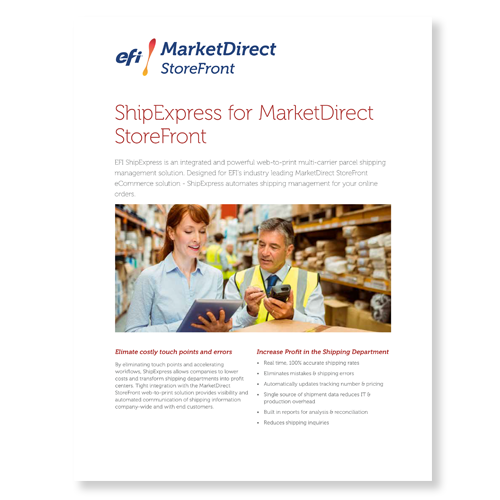 efi MarketDirect
StoreFront
ShipExpress for MarketDirect
StoreFront
EFI ShipExpress is an integrated and powerful web-to-print multi-carrier parcel shipping
management solution. Designed for EFI's industry leading MarketDirect StoreFront
eCommerce solution - ShipExpress automates shipping management for your online
orders.
Elimate costly touch points and errors
By eliminating touch points and accelerating
workflows, ShipExpress allows companies to lower
costs and transform shipping departments into profit
centers. Tight integration with the MarketDirect
StoreFront web-to-print solution provides visibility and
automated communication of shipping information
company-wide and with end customers.
Increase Profit in the Shipping Department
• Real time, 100% accurate shipping rates
• Eliminates mistakes & shipping errors
• Automatically updates tracking number & pricing
• Single source of shipment data reduces IT &
production overhead
• Built in reports for analysis & reconciliation
• Reduces shipping inquiries